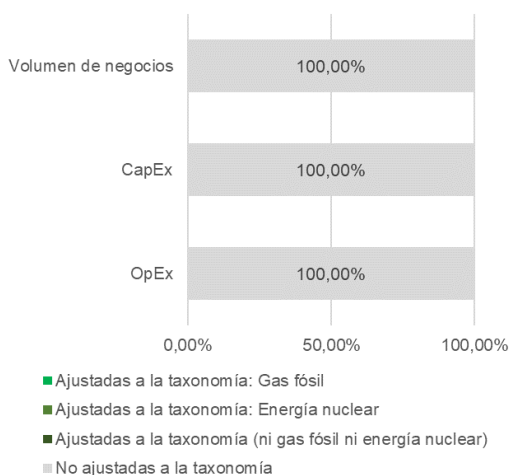 Volumen de negocios
100,00%
CapEx
100,00%
OpEx
100,00%
0,00% 50,00% 100,00%
Ajustadas a la taxonomía: Gas fósil
Ajustadas a la taxonomía: Energía nuclear
Ajustadas a la taxonomía (ni gas fósil ni energía nuclear)
No ajustadas a la taxonomía